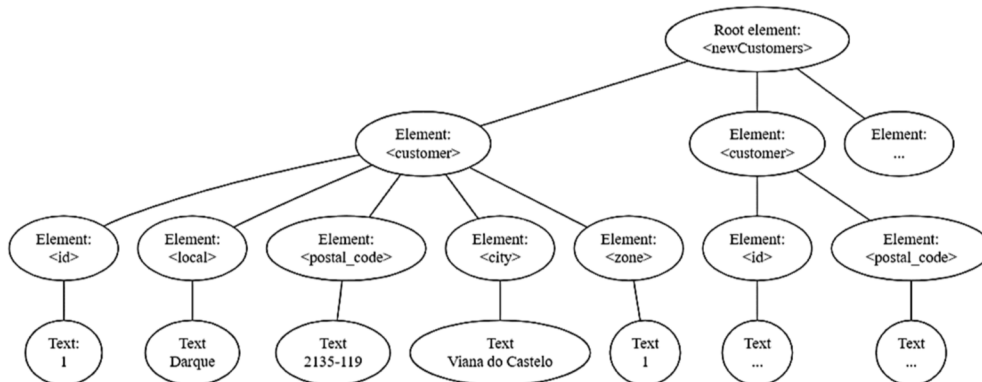 Root element:
<newCustomers>
Element:
<customer>
Element:
<customer>
Element:
...
Element:
<id>
Element:
<local>
Element:
<postal_code>
Element:
<city>
Element:
<zone>
Element:
<id>
Element:
<postal_code>
Text:
1
Text
Darque
Text
2135-119
Text
Viana do Castelo
Text
1
Text
...
Text
...